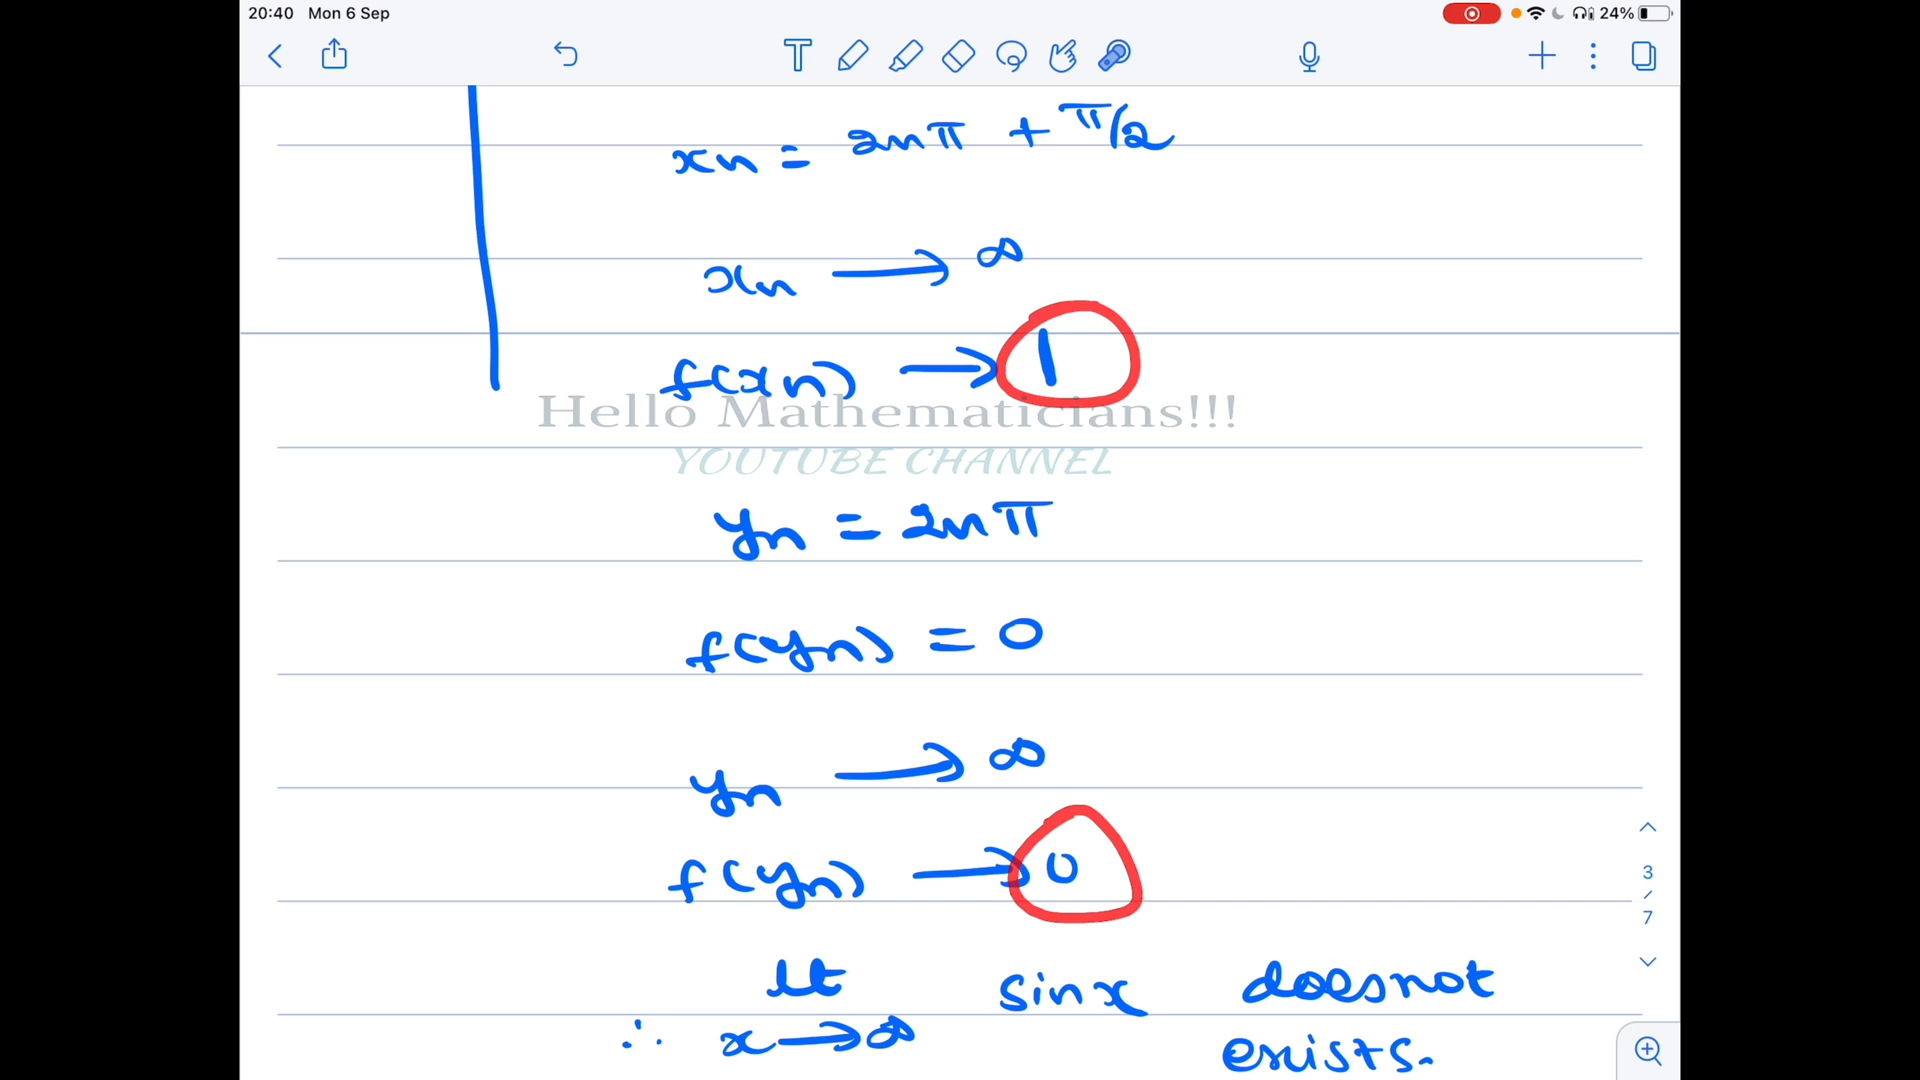 20:40 Mon 6 Sep 24%
T
xn = 2nπ + π/2
xn → ∞
f(xn) → 1
Hello Mathematicians!!!
YOUTUBE CHANNEL
yn = 2nπ
f(yn) = 0
yn → ∞
f(yn) → 0
∴ lt x→∞ sinx doesnot
exists.
3
/
7